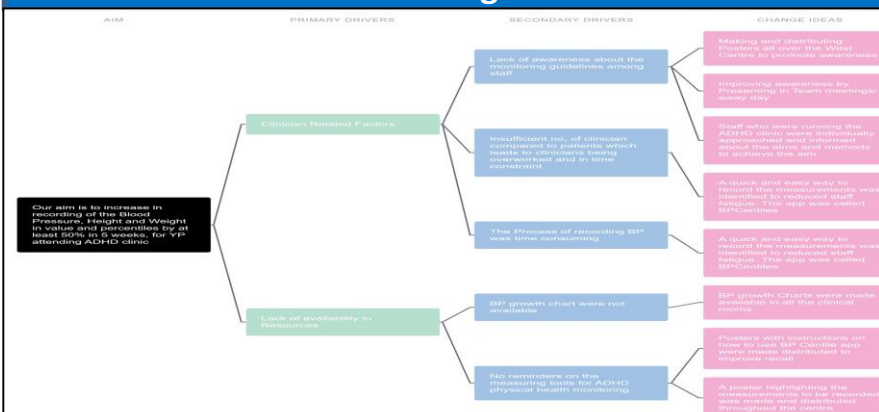 AIM PRIMARY DRIVERS SECONDARY DRIVERS CHANGE IDEAS
Our aim is to increase in
recording of the Blood
Pressure, Height and Weight
in value and percentiles by at
least 50% in 5 weeks, for YP
attending ADHD clinic
Clinician Related Factors
Lack of availability in
Resources
Lack of awareness about the
monitoring guidelines among
staff
Insufficient no, of clinician
compared to patients which
leads to clinicians being
overworked and in time
constraint
The Process of recording BP
was time consuming
BP growth chart were not
available
No reminders on the
measuring tools for ADHD
physical health monitoring
Making and distributing
Posters all over the West
Centre to promote awareness
Improving awareness by
Presenting in Team meetings/
away day
Staff who were running the
ADHD clinic were individually
approached and informed
about the aims and methods
to achieve the aim
A quick and easy way to
record the measurements was
identified to reduced staff
fatigue. The app was called
BPCentiles
A quick and easy way to
record the measurements was
identified to reduced staff
fatigue. The app was called
BPCentiles
BP growth Charts were made
available in all the clinical
rooms
Posters with instructions on
how to use BP Centile app
were made distributed to
improve recall
A poster highlighting the
measurements to be recorded
was made and distributed
throughout the centre